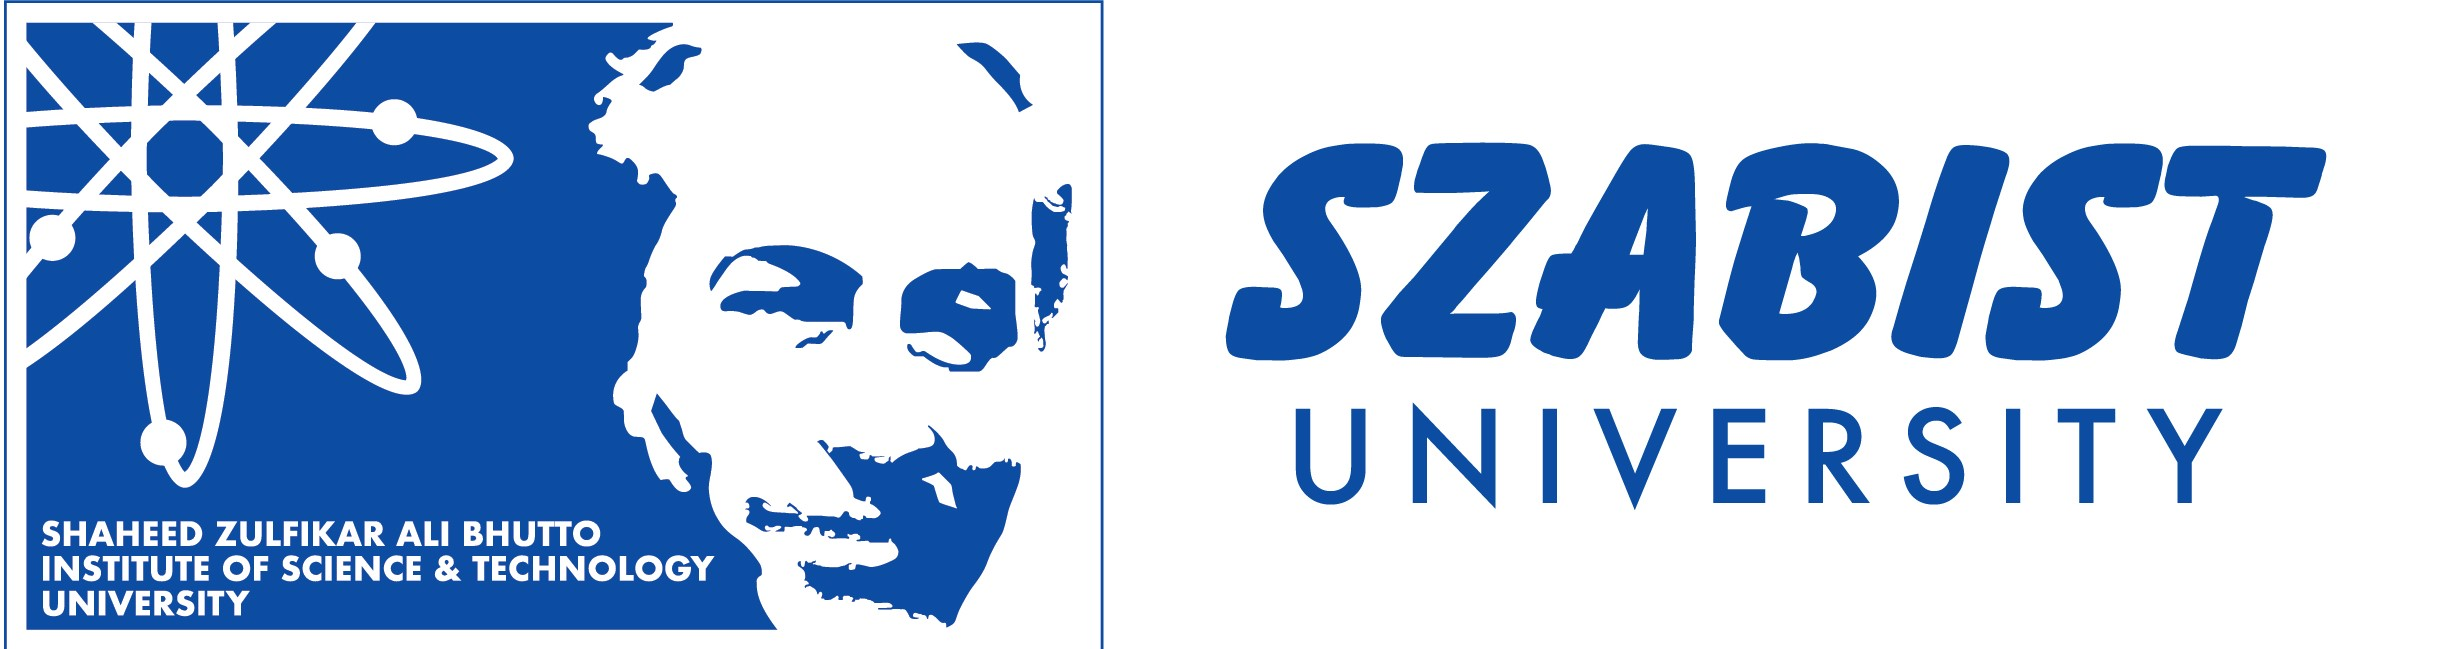 SHAHEED ZULFIKAR ALI BHUTTO
INSTITUTE OF SCIENCE & TECHNOLOGY
UNIVERSITY
SZABIST
UNIVERSITY